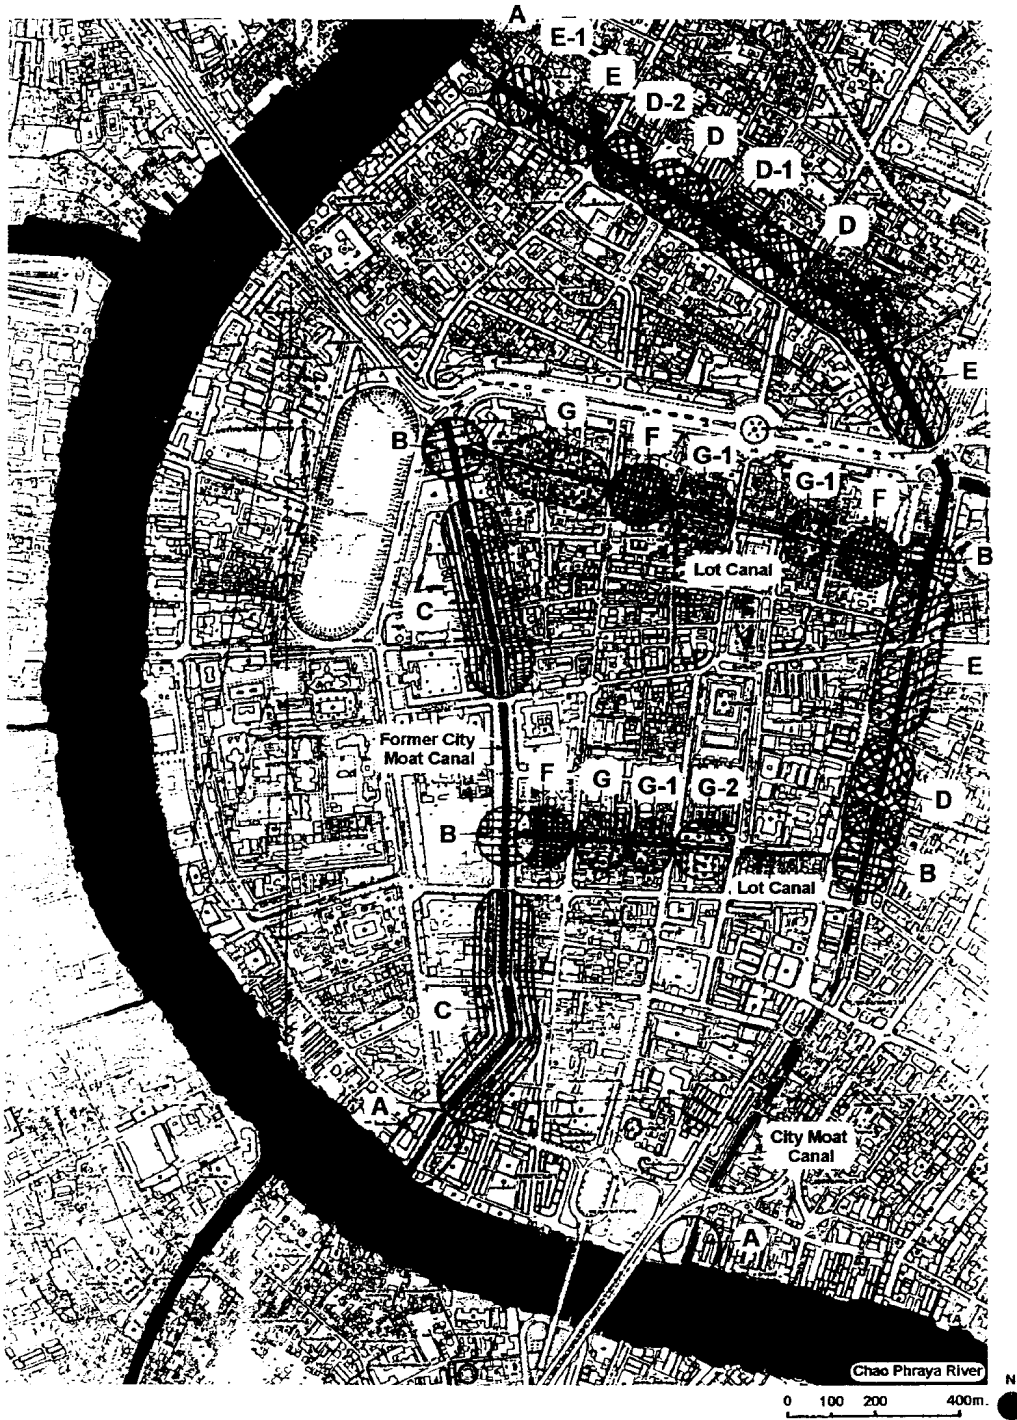 A
E-1
E
D-2
D
D-1
D
E
G
B
F
G-1
G-1
F
B
Lot Canal
C
E
Former City
Moat Canal
F
G
G-1
G-2
D
B
B
Lot Canal
C
A
City Moat
Canal
A
Chao Phraya River
N
0 100 200 400m.